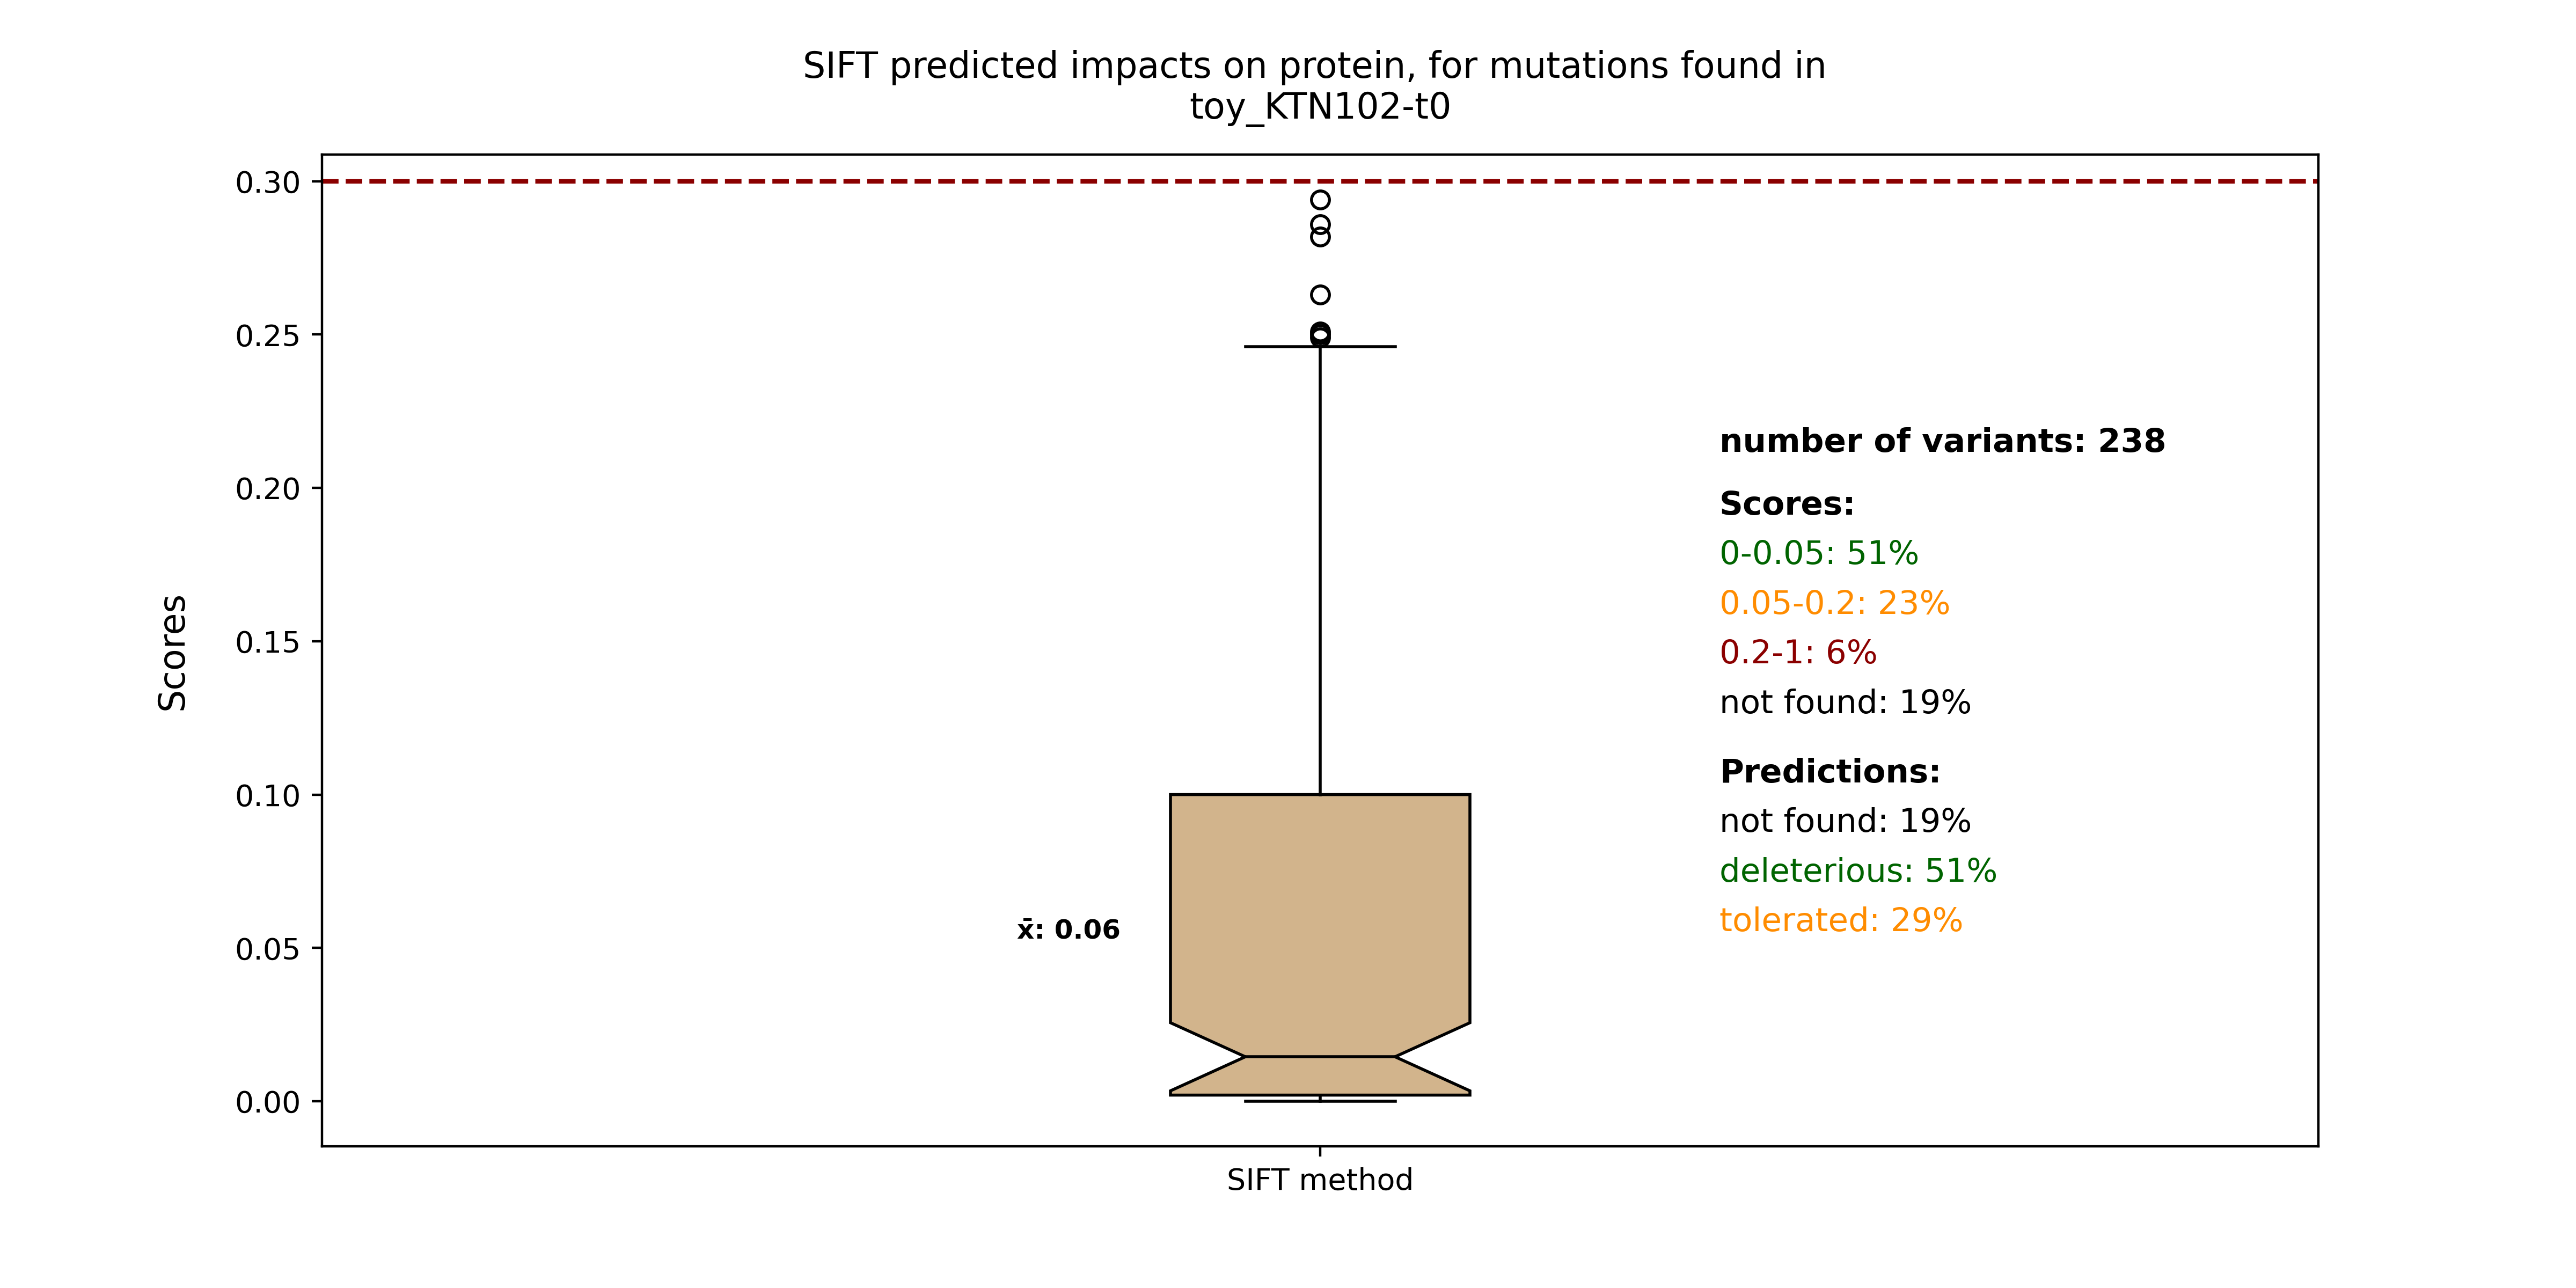 SIFT predicted impacts on protein, for mutations found in
toy_KTN102-t0
0.30
0.25
0.20
0.15
0.10
0.05
0.00
Scores
x̄: 0.06
number of variants: 238
Scores:
0-0.05: 51%
0.05-0.2: 23%
0.2-1: 6%
not found: 19%
Predictions:
not found: 19%
deleterious: 51%
tolerated: 29%
SIFT method